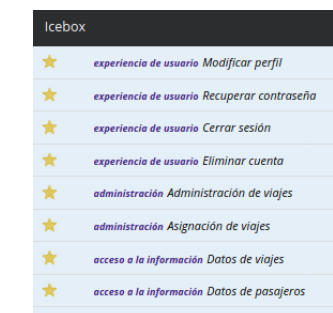 Icebox
experiencia de usuario Modificar perfil
experiencia de usuario Recuperar contraseña
experiencia de usuario Cerrar sesión
experiencia de usuario Eliminar cuenta
administración Administración de viajes
administración Asignación de viajes
acceso a la información Datos de viajes
acceso a la información Datos de pasajeros